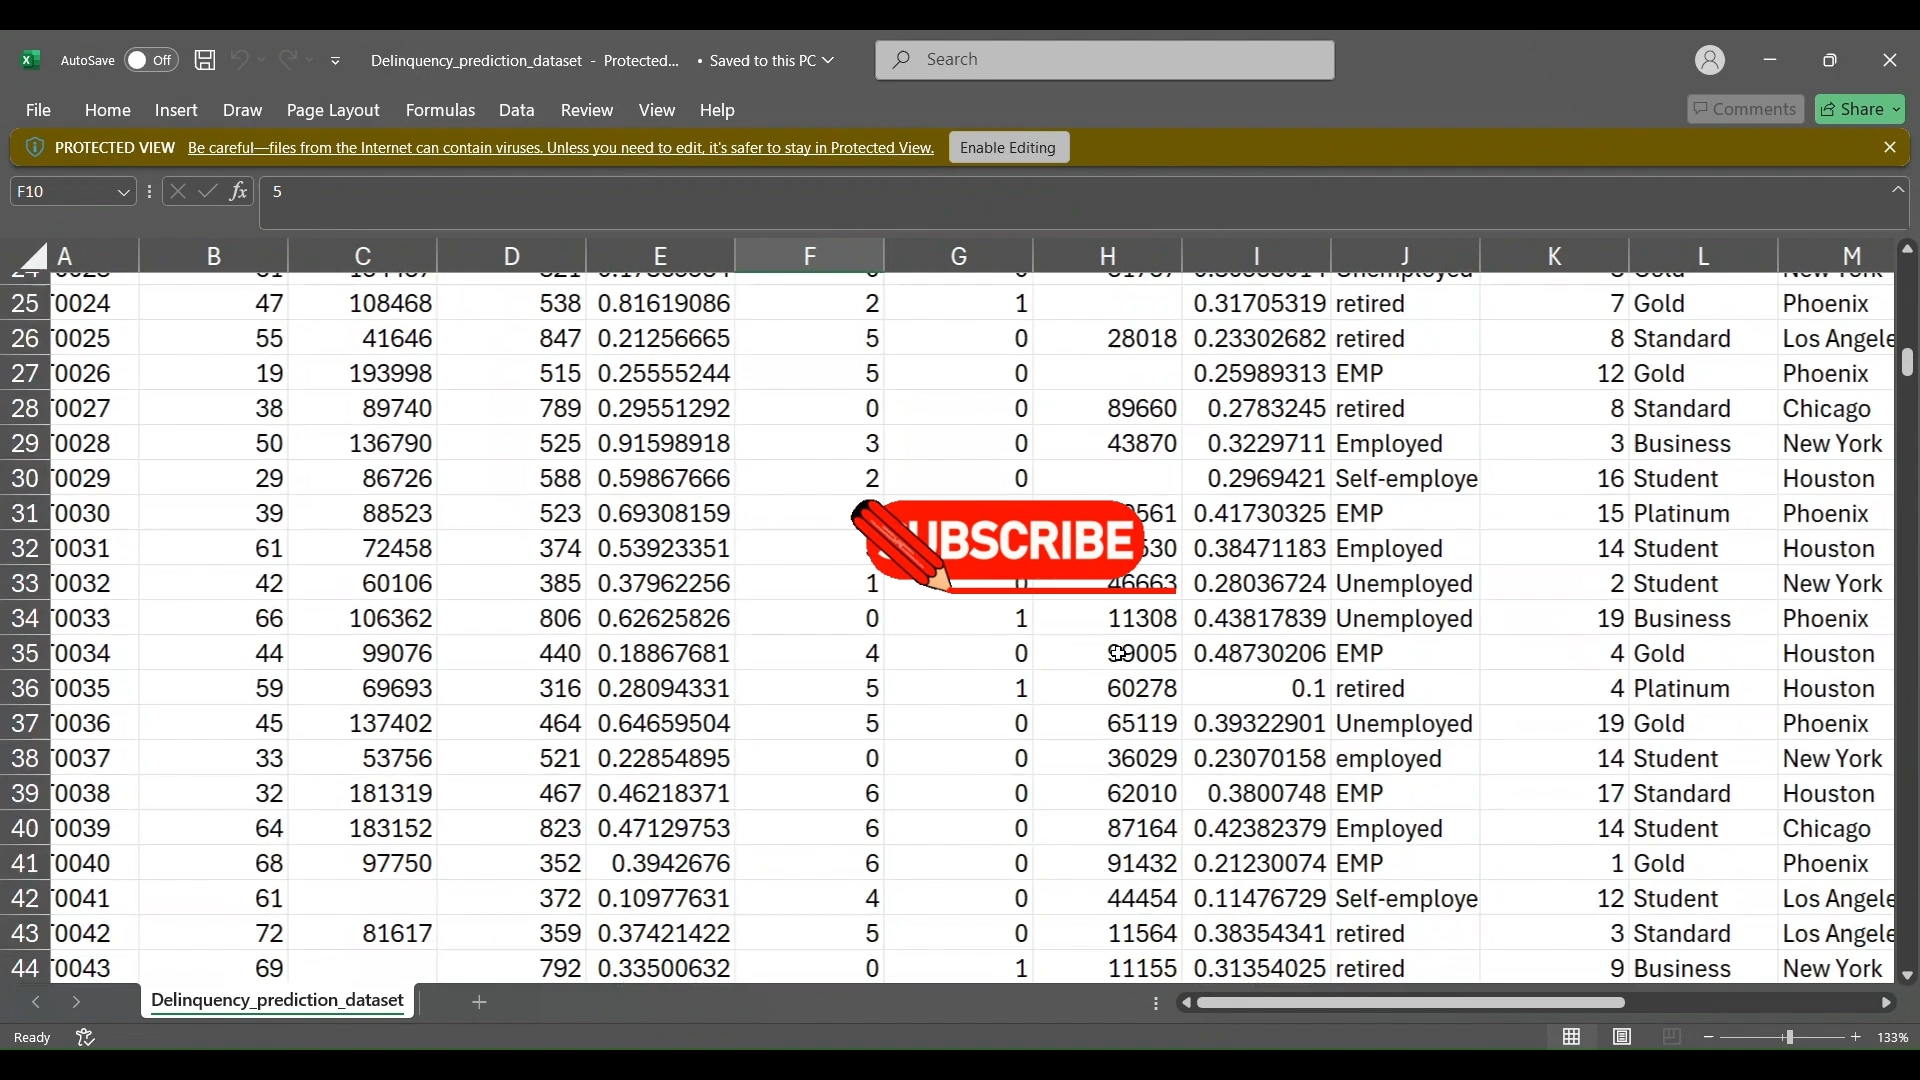 AutoSave Off Delinquency_prediction_dataset - Protected... • Saved to this PC Search
File Home Insert Draw Page Layout Formulas Data Review View Help Comments Share
PROTECTED VIEW Be careful—files from the Internet can contain viruses. Unless you need to edit, it's safer to stay in Protected View. Enable Editing
F10 fx 5
A B C D E F G H I J K L M
25 0024 47 108468 538 0.81619086 2 1 0.31705319 retired 7 Gold Phoenix
26 0025 55 41646 847 0.21256665 5 0 28018 0.23302682 retired 8 Standard Los Angele
27 0026 19 193998 515 0.25555244 5 0 0.25989313 EMP 12 Gold Phoenix
28 0027 38 89740 789 0.29551292 0 0 89660 0.2783245 retired 8 Standard Chicago
29 0028 50 136790 525 0.91598918 3 0 43870 0.3229711 Employed 3 Business New York
30 0029 29 86726 588 0.59867666 2 0 0.2969421 Self-employe 16 Student Houston
31 0030 39 88523 523 0.69308159 561 0.41730325 EMP 15 Platinum Phoenix
SUBSCRIBE
32 0031 61 72458 374 0.53923351 530 0.38471183 Employed 14 Student Houston
33 0032 42 60106 385 0.37962256 1 0 46663 0.28036724 Unemployed 2 Student New York
34 0033 66 106362 806 0.62625826 0 1 11308 0.43817839 Unemployed 19 Business Phoenix
35 0034 44 99076 440 0.18867681 4 0 99005 0.48730206 EMP 4 Gold Houston
36 0035 59 69693 316 0.28094331 5 1 60278 0.1 retired 4 Platinum Houston
37 0036 45 137402 464 0.64659504 5 0 65119 0.39322901 Unemployed 19 Gold Phoenix
38 0037 33 53756 521 0.22854895 0 0 36029 0.23070158 employed 14 Student New York
39 0038 32 181319 467 0.46218371 6 0 62010 0.3800748 EMP 17 Standard Houston
40 0039 64 183152 823 0.47129753 6 0 87164 0.42382379 Employed 14 Student Chicago
41 0040 68 97750 352 0.3942676 6 0 91432 0.21230074 EMP 1 Gold Phoenix
42 0041 61 372 0.10977631 4 0 44454 0.11476729 Self-employe 12 Student Los Angele
43 0042 72 81617 359 0.37421422 5 0 11564 0.38354341 retired 3 Standard Los Angele
44 0043 69 792 0.33500632 0 1 11155 0.31354025 retired 9 Business New York
Delinquency_prediction_dataset
Ready 133%